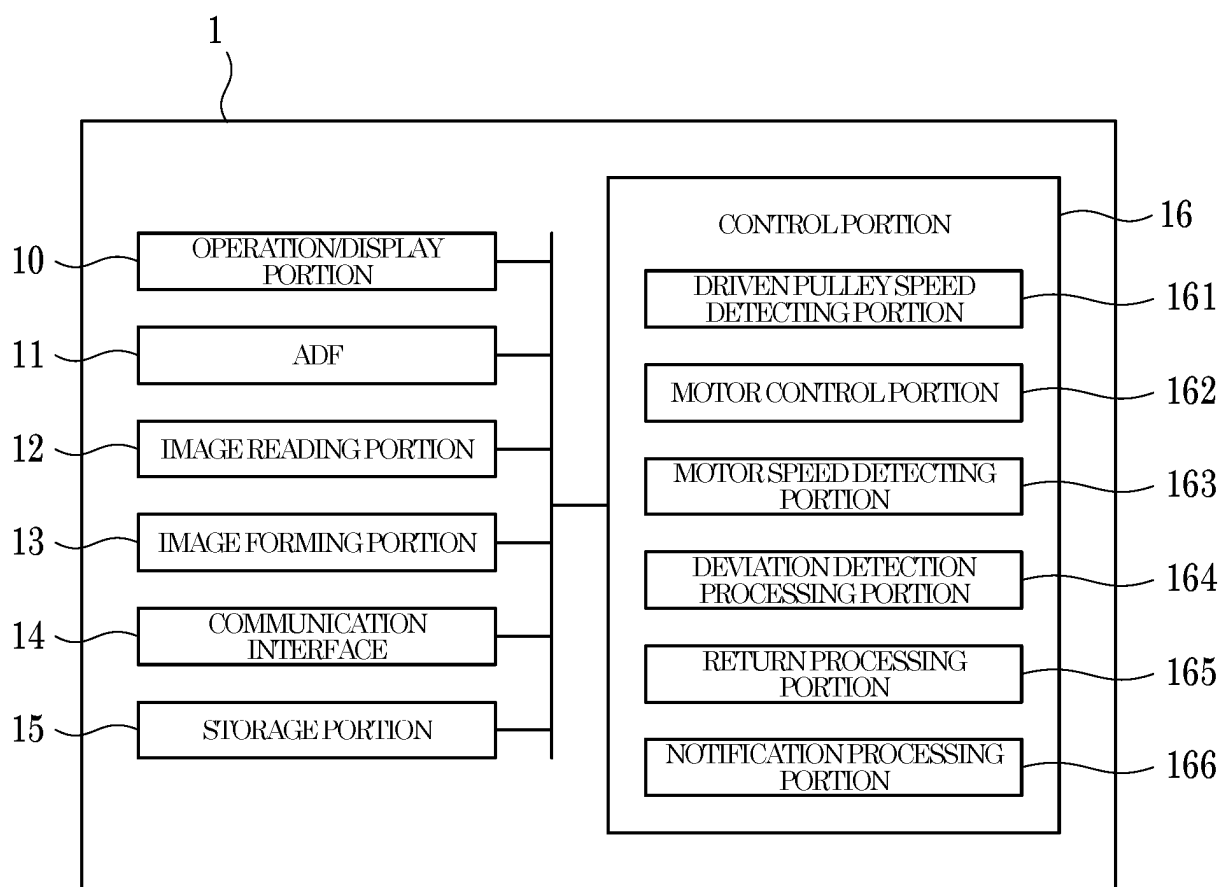 1
10
OPERATION/DISPLAY
PORTION
11
ADF
12
IMAGE READING PORTION
13
IMAGE FORMING PORTION
14
COMMUNICATION
INTERFACE
15
STORAGE PORTION
CONTROL PORTION
16
DRIVEN PULLEY SPEED
DETECTING PORTION
161
MOTOR CONTROL PORTION
162
MOTOR SPEED DETECTING
PORTION
163
DEVIATION DETECTION
PROCESSING PORTION
164
RETURN PROCESSING
PORTION
165
NOTIFICATION PROCESSING
PORTION
166